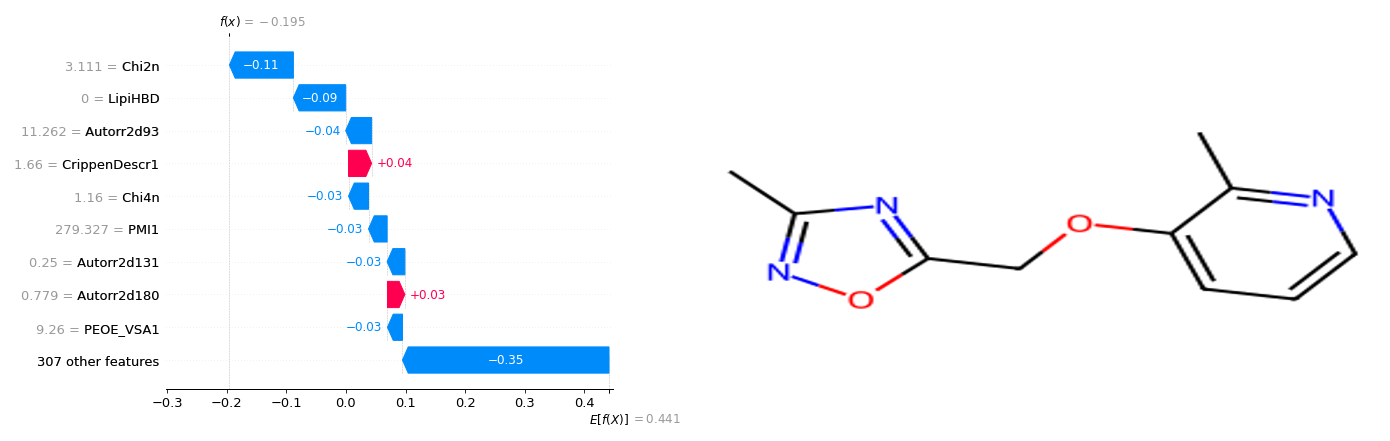 f(x) = −0.195
3.111 = Chi2n
−0.11
0 = LipiHBD
−0.09
11.262 = Autorr2d93
−0.04
1.66 = CrippenDescr1
+0.04
1.16 = Chi4n
−0.03
279.327 = PMI1
−0.03
0.25 = Autorr2d131
−0.03
0.779 = Autorr2d180
+0.03
9.26 = PEOE_VSA1
−0.03
307 other features
−0.35
−0.3 −0.2 −0.1 0.0 0.1 0.2 0.3 0.4
E[f(X)] = 0.441
N
N
O
O
N